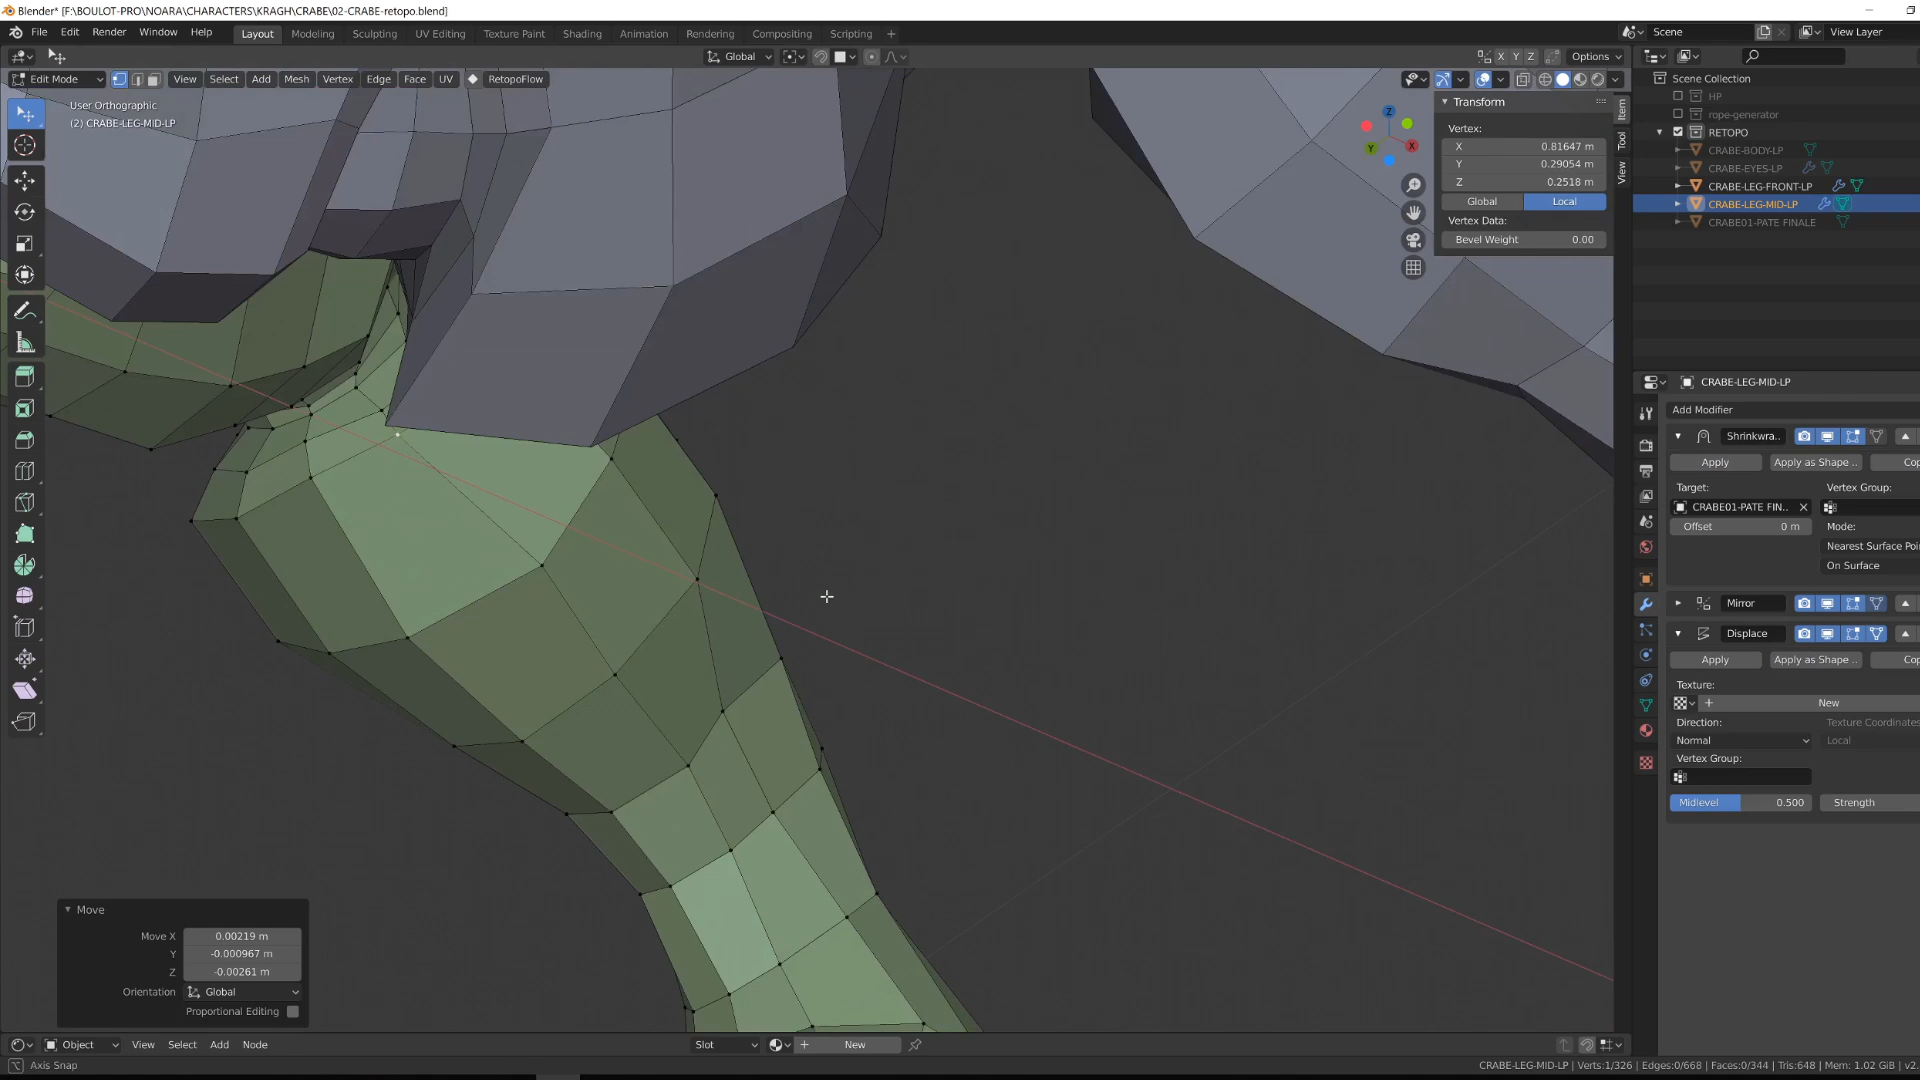 Blender* [F:\BOULOT-PRO\NOARA\CHARACTERS\KRAGH\CRABE\02-CRABE-retopo.blend]
File Edit Render Window Help Layout Modeling Sculpting UV Editing Texture Paint Shading Animation Rendering Compositing Scripting + Scene View Layer
Global X Y Z Options
Edit Mode View Select Add Mesh Vertex Edge Face UV RetopoFlow
User Orthographic
(2) CRABE-LEG-MID-LP
Transform
Vertex:
X 0.81647 m
Y 0.29054 m
Z 0.2518 m
Global Local
Vertex Data:
Bevel Weight 0.00
Item
Tool
View
Z
Y
X
Scene Collection
HP
rope-generator
RETOPO
CRABE-BODY-LP
CRABE-EYES-LP
CRABE-LEG-FRONT-LP
CRABE-LEG-MID-LP
CRABE01-PATE FINALE
CRABE-LEG-MID-LP
Add Modifier
Shrinkwra..
Apply Apply as Shape .. Cop
Target: Vertex Group:
CRABE01-PATE FIN..
Offset 0 m Mode:
Nearest Surface Poi
On Surface
Mirror
Displace
Apply Apply as Shape .. Cop
Texture:
+ New
Direction: Texture Coordinates
Normal Local
Vertex Group:
Midlevel 0.500 Strength
Move
Move X 0.00219 m
Y -0.000967 m
Z -0.00261 m
Orientation Global
Proportional Editing
Object View Select Add Node Slot + New
Axis Snap
CRABE-LEG-MID-LP | Verts:1/326 | Edges:0/668 | Faces:0/344 | Tris:648 | Mem: 1.02 GiB | v2.